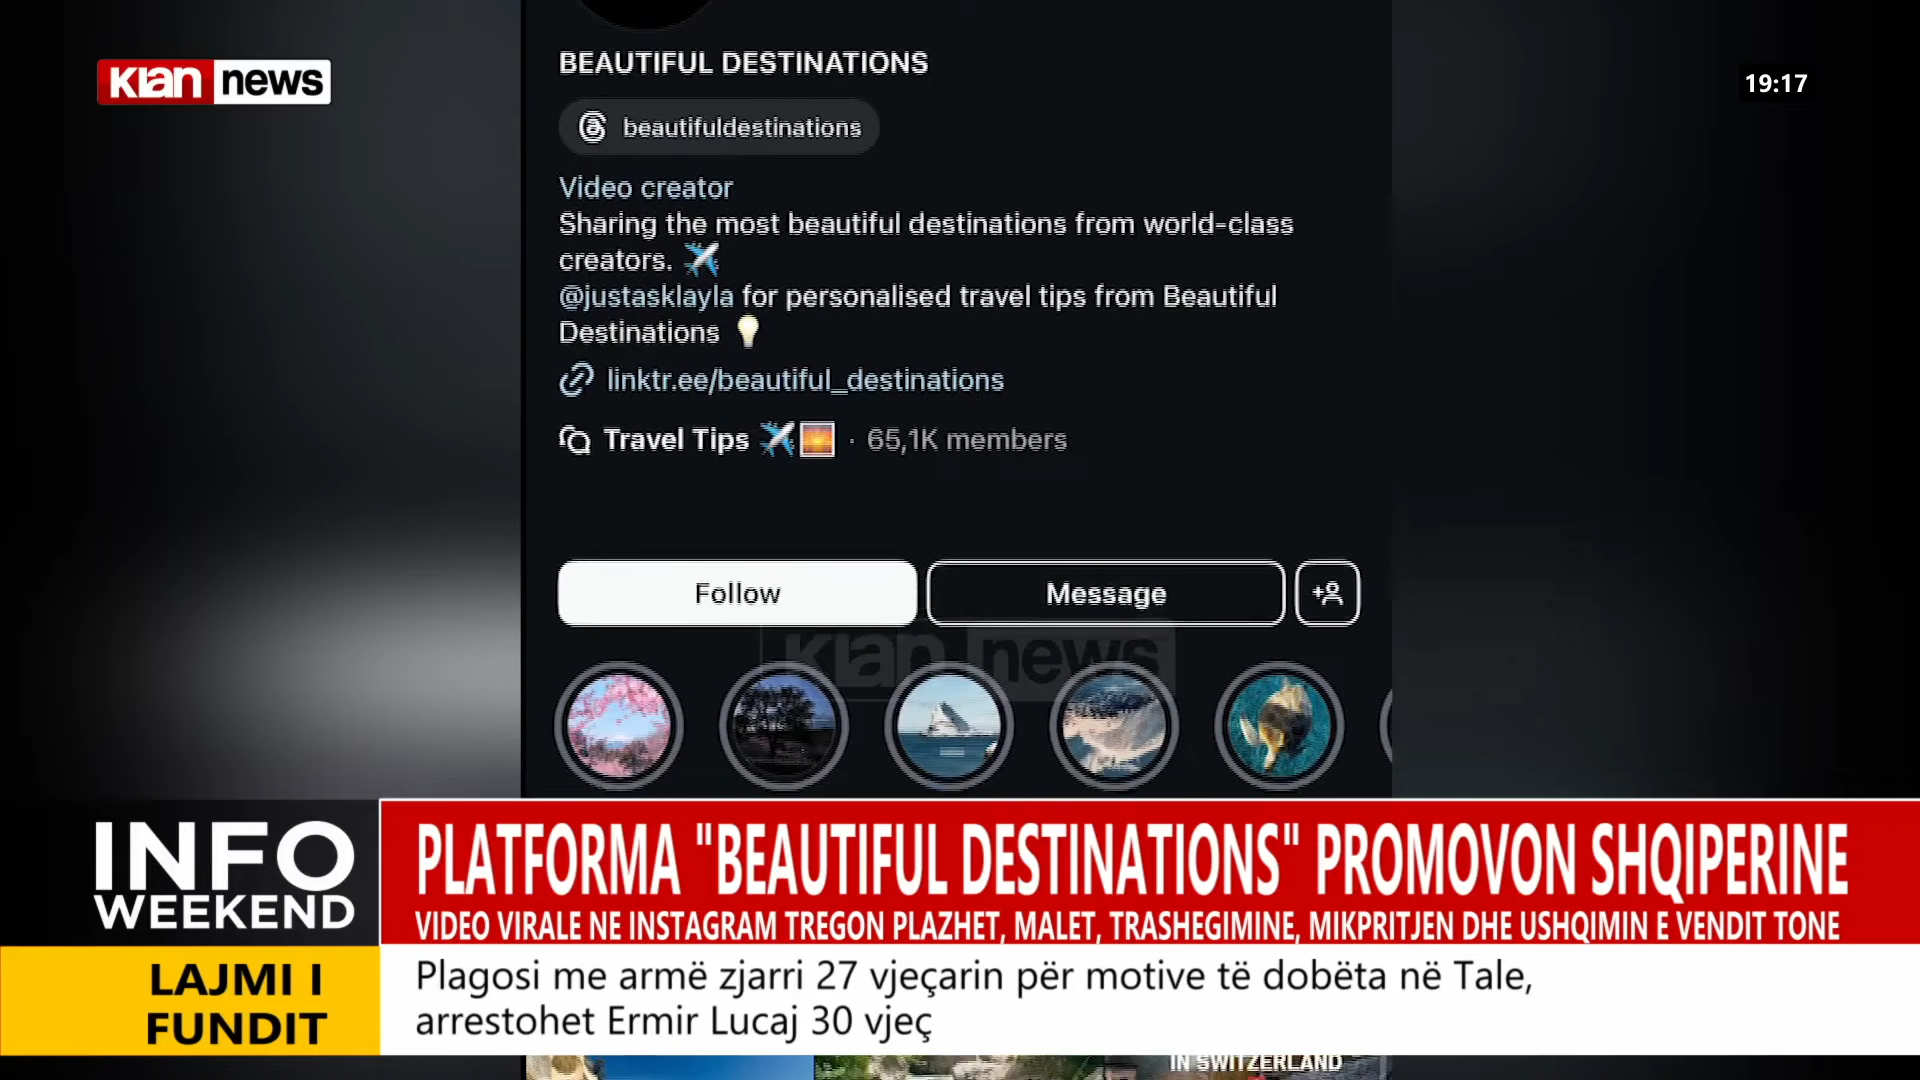 klan news
19:17
BEAUTIFUL DESTINATIONS
beautifuldestinations
Video creator
Sharing the most beautiful destinations from world-class
creators. ✈️
@justasklayla for personalised travel tips from Beautiful
Destinations 💡
linktr.ee/beautiful_destinations
Travel Tips ✈️🌅 · 65,1K members
Follow
Message
klan news
INFO
WEEKEND
PLATFORMA "BEAUTIFUL DESTINATIONS" PROMOVON SHQIPERINE
VIDEO VIRALE NE INSTAGRAM TREGON PLAZHET, MALET, TRASHEGIMINE, MIKPRITJEN DHE USHQIMIN E VENDIT TONE
LAJMI I
FUNDIT
Plagosi me armë zjarri 27 vjeçarin për motive të dobëta në Tale,
arrestohet Ermir Lucaj 30 vjeç
IN SWITZERLAND